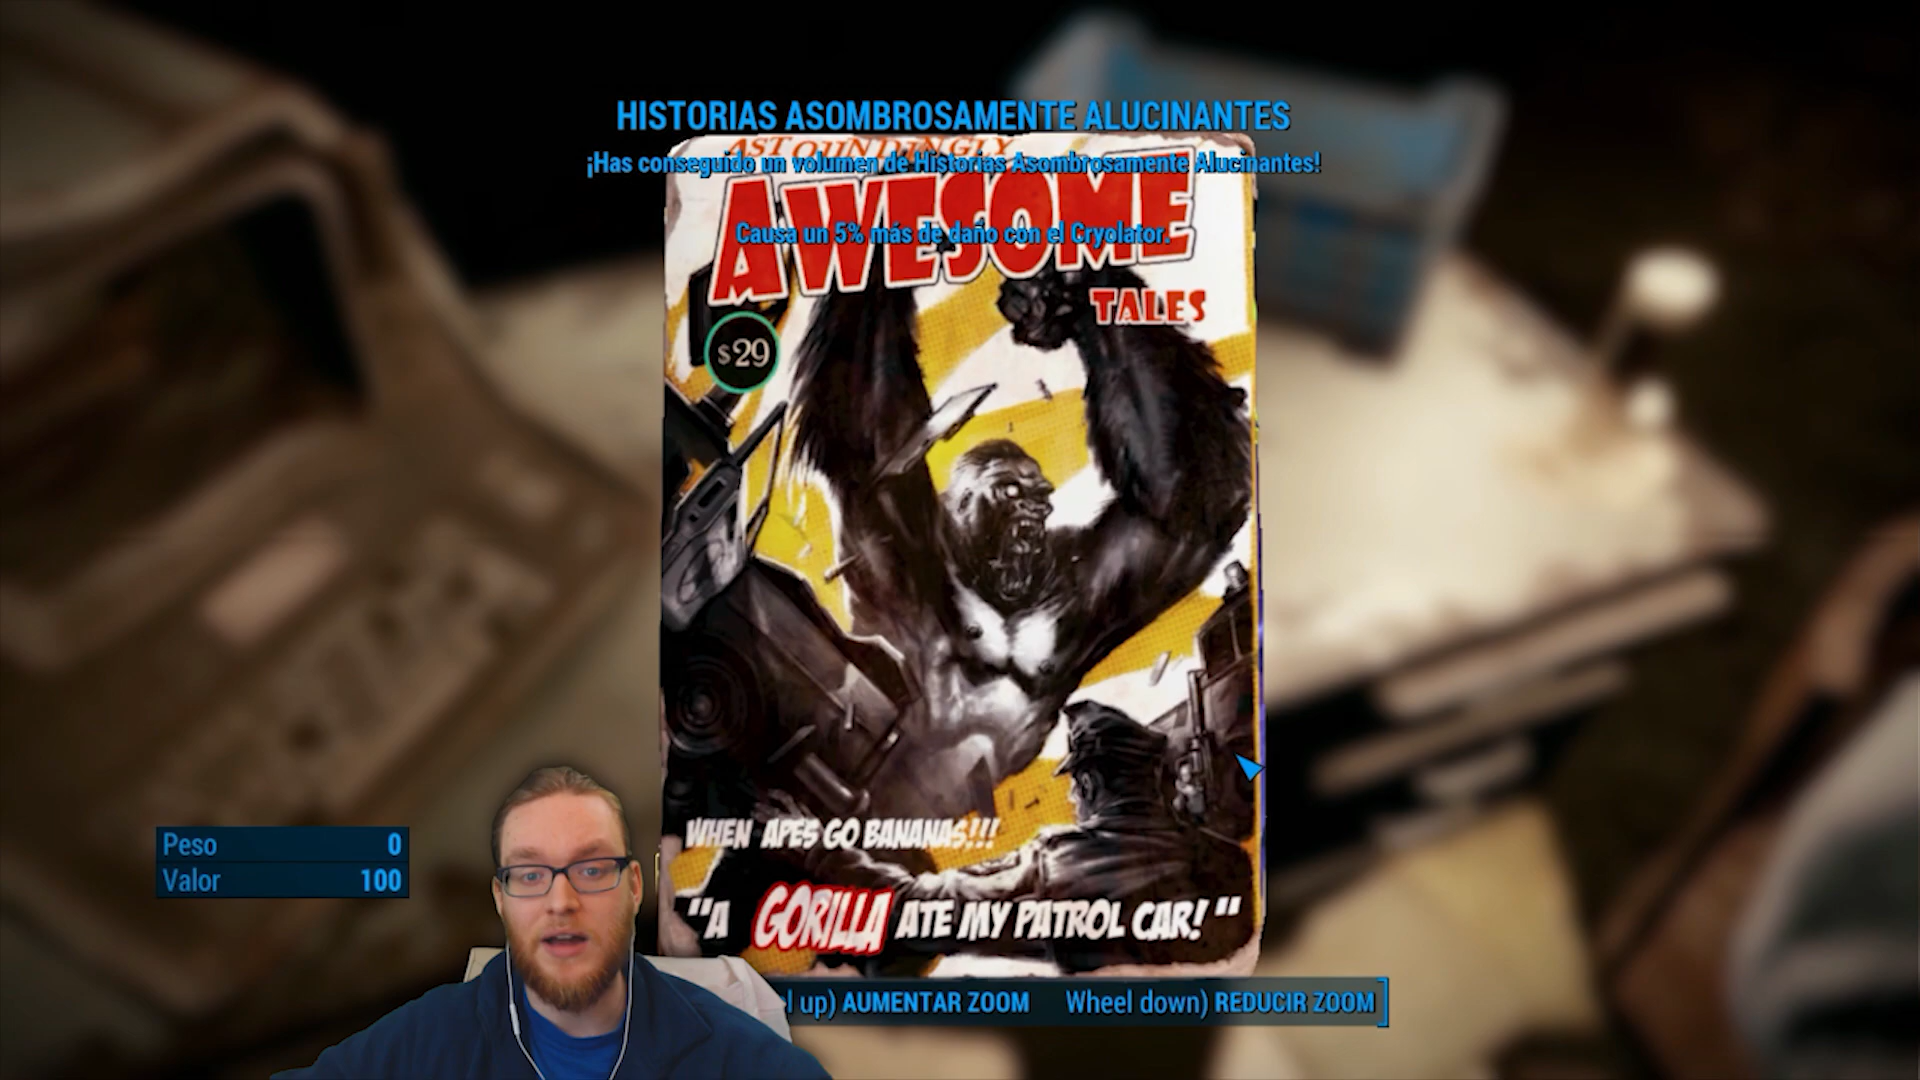 HISTORIAS ASOMBROSAMENTE ALUCINANTES
ASTOUNDINGLY
¡Has conseguido un volumen de Historias Asombrosamente Alucinantes!
AWESOME
Causa un 5% más de daño con el Cryolator.
TALES
$29
WHEN APES GO BANANAS!!!
Peso 0
Valor 100
"A GORILLA ATE MY PATROL CAR!"
l up) AUMENTAR ZOOM Wheel down) REDUCIR ZOOM